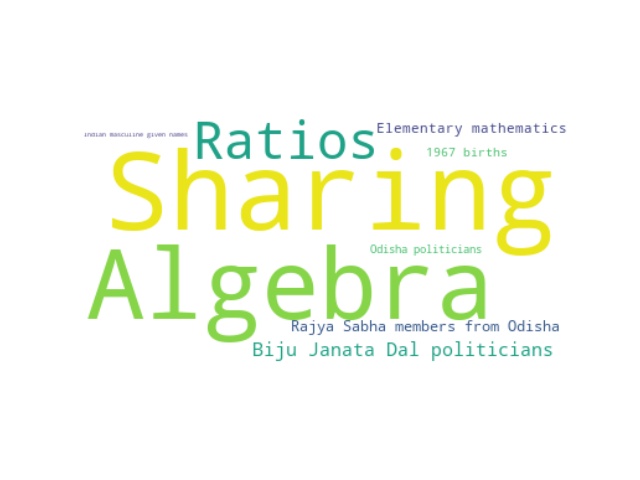 Ratios
Elementary mathematics
Indian masculine given names
1967 births
Sharing
Odisha politicians
Algebra
Rajya Sabha members from Odisha
Biju Janata Dal politicians